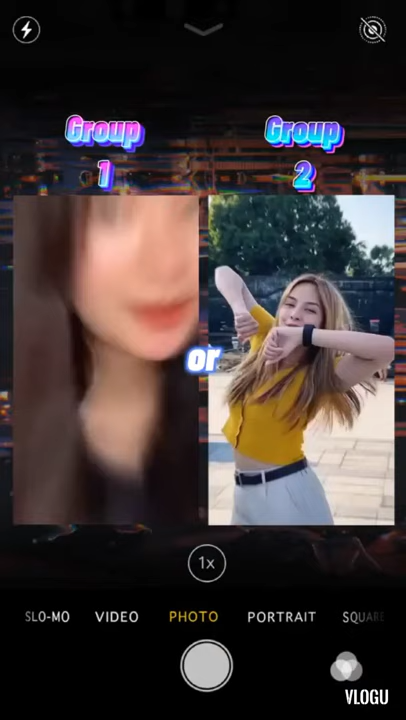 Group
1
Group
2
or
1x
SLO-MO VIDEO PHOTO PORTRAIT SQUARE
VLOGU